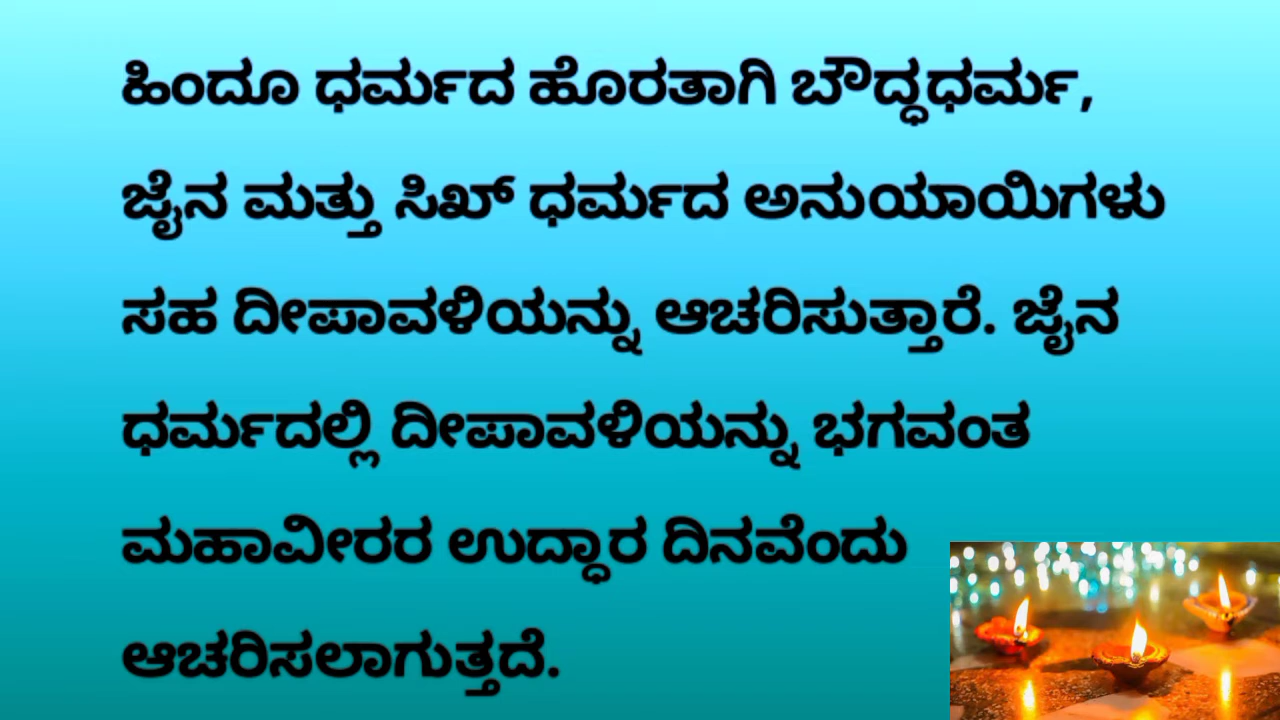 ಹಿಂದೂ ಧರ್ಮದ ಹೊರತಾಗಿ ಬೌದ್ಧಧರ್ಮ,
ಜೈನ ಮತ್ತು ಸಿಖ್ ಧರ್ಮದ ಅನುಯಾಯಿಗಳು
ಸಹ ದೀಪಾವಳಿಯನ್ನು ಆಚರಿಸುತ್ತಾರೆ. ಜೈನ
ಧರ್ಮದಲ್ಲಿ ದೀಪಾವಳಿಯನ್ನು ಭಗವಂತ
ಮಹಾವೀರರ ಉದ್ಧಾರ ದಿನವೆಂದು
ಆಚರಿಸಲಾಗುತ್ತದೆ.